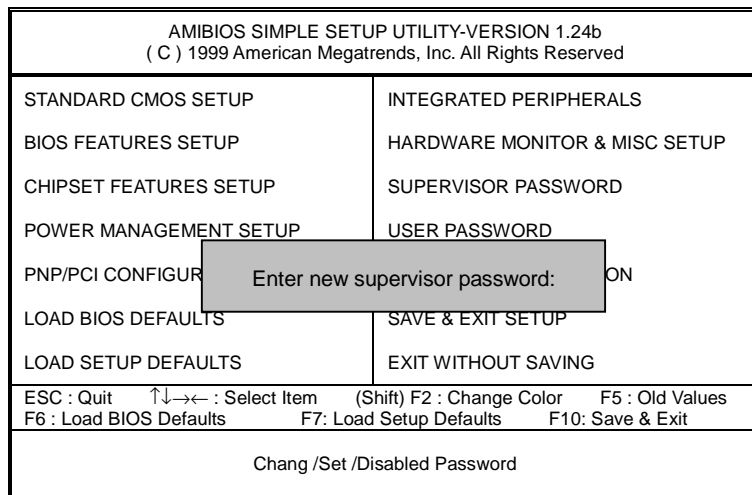 AMIBIOS SIMPLE SETUP UTILITY-VERSION 1.24b
( C ) 1999 American Megatrends, Inc. All Rights Reserved
STANDARD CMOS SETUP
BIOS FEATURES SETUP
CHIPSET FEATURES SETUP
POWER MANAGEMENT SETUP
PNP/PCI CONFIGUR
LOAD BIOS DEFAULTS
LOAD SETUP DEFAULTS
INTEGRATED PERIPHERALS
HARDWARE MONITOR & MISC SETUP
SUPERVISOR PASSWORD
USER PASSWORD
ON
SAVE & EXIT SETUP
EXIT WITHOUT SAVING
Enter new supervisor password:
ESC : Quit ↑↓→← : Select Item (Shift) F2 : Change Color F5 : Old Values
F6 : Load BIOS Defaults F7: Load Setup Defaults F10: Save & Exit
Chang /Set /Disabled Password